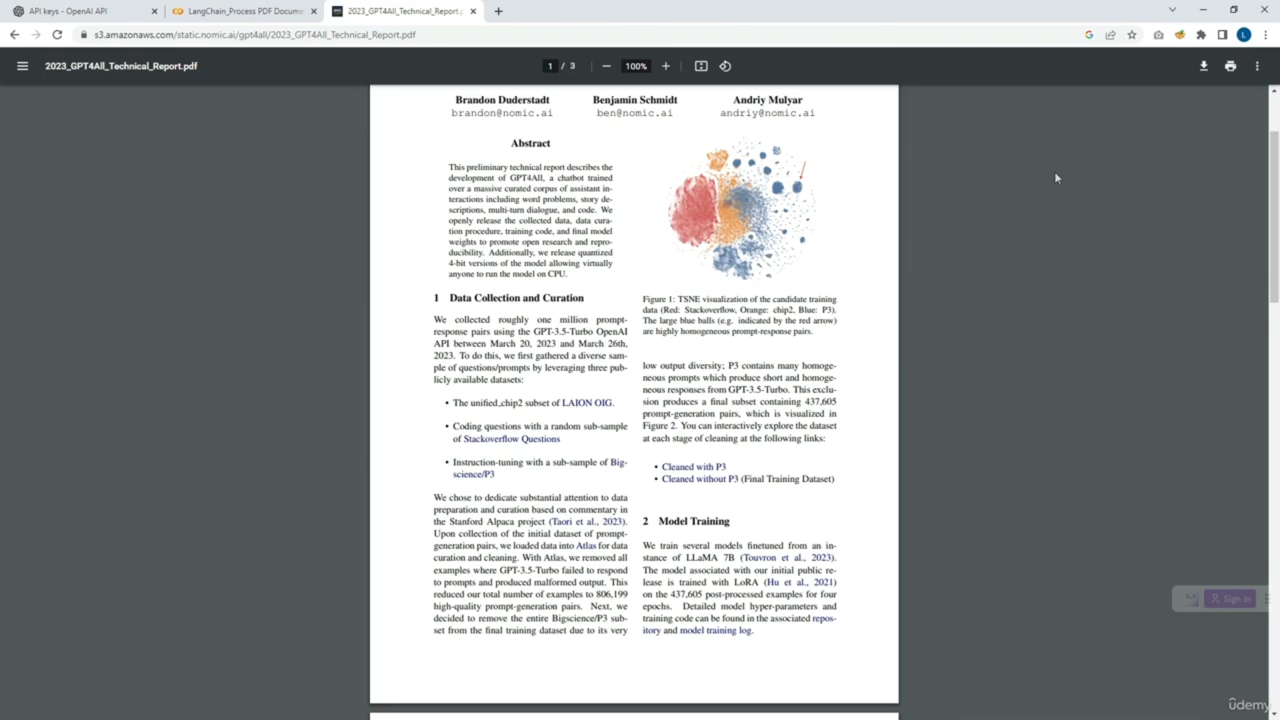 API keys - OpenAI API
LangChain_Process PDF Docume
2023_GPT4All_Technical_Report.p
s3.amazonaws.com/static.nomic.ai/gpt4all/2023_GPT4All_Technical_Report.pdf
L
2023_GPT4All_Technical_Report.pdf
1 / 3
100%
Brandon Duderstadt
brandon@nomic.ai
Benjamin Schmidt
ben@nomic.ai
Andriy Mulyar
andriy@nomic.ai
Abstract
This preliminary technical report describes the
development of GPT4All, a chatbot trained
over a massive curated corpus of assistant in-
teractions including word problems, story de-
scriptions, multi-turn dialogue, and code. We
openly release the collected data, data cura-
tion procedure, training code, and final model
weights to promote open research and repro-
ducibility. Additionally, we release quantized
4-bit versions of the model allowing virtually
anyone to run the model on CPU.
1 Data Collection and Curation
We collected roughly one million prompt-
response pairs using the GPT-3.5-Turbo OpenAI
API between March 20, 2023 and March 26th,
2023. To do this, we first gathered a diverse sam-
ple of questions/prompts by leveraging three pub-
licly available datasets:
• The unified_chip2 subset of LAION OIG.
• Coding questions with a random sub-sample
of Stackoverflow Questions
• Instruction-tuning with a sub-sample of Big-
science/P3
We chose to dedicate substantial attention to data
preparation and curation based on commentary in
the Stanford Alpaca project (Taori et al., 2023).
Upon collection of the initial dataset of prompt-
generation pairs, we loaded data into Atlas for data
curation and cleaning. With Atlas, we removed all
examples where GPT-3.5-Turbo failed to respond
to prompts and produced malformed output. This
reduced our total number of examples to 806,199
high-quality prompt-generation pairs. Next, we
decided to remove the entire Bigscience/P3 sub-
set from the final training dataset due to its very
Figure 1: TSNE visualization of the candidate training
data (Red: Stackoverflow, Orange: chip2, Blue: P3).
The large blue balls (e.g. indicated by the red arrow)
are highly homogeneous prompt-response pairs.
low output diversity; P3 contains many homoge-
neous prompts which produce short and homoge-
neous responses from GPT-3.5-Turbo. This exclu-
sion produces a final subset containing 437,605
prompt-generation pairs, which is visualized in
Figure 2. You can interactively explore the dataset
at each stage of cleaning at the following links:
• Cleaned with P3
• Cleaned without P3 (Final Training Dataset)
2 Model Training
We train several models finetuned from an in-
stance of LLaMA 7B (Touvron et al., 2023).
The model associated with our initial public re-
lease is trained with LoRA (Hu et al., 2021)
on the 437,605 post-processed examples for four
epochs. Detailed model hyper-parameters and
training code can be found in the associated repos-
itory and model training log.
Sign in
ûdemy